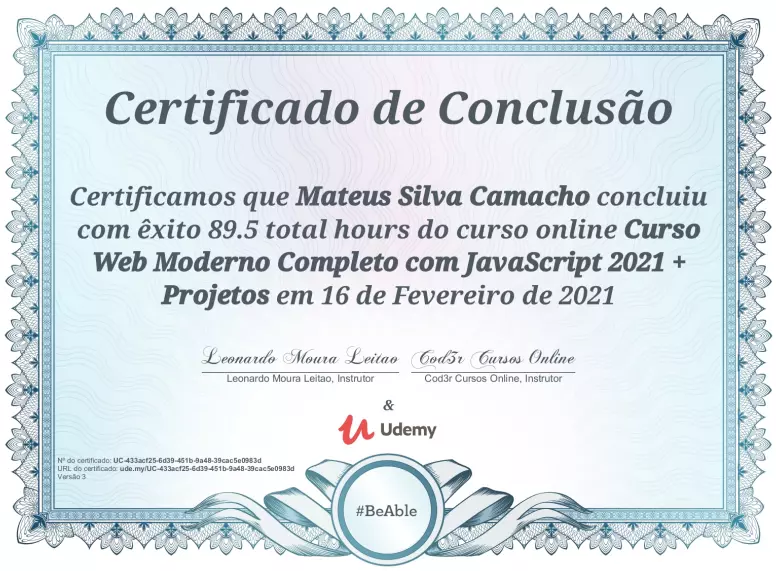 Certificado de Conclusão
Certificamos que Mateus Silva Camacho concluiu
com êxito 89.5 total hours do curso online Curso
Web Moderno Completo com JavaScript 2021 +
Projetos em 16 de Fevereiro de 2021
Leonardo Moura Leitao Cod3r Cursos Online
Leonardo Moura Leitao, Instrutor Cod3r Cursos Online, Instrutor
&
Udemy
Nº do certificado: UC-433acf25-6d39-451b-9a48-39cac5e0983d
URL do certificado: ude.my/UC-433acf25-6d39-451b-9a48-39cac5e0983d
Versão 3
#BeAble